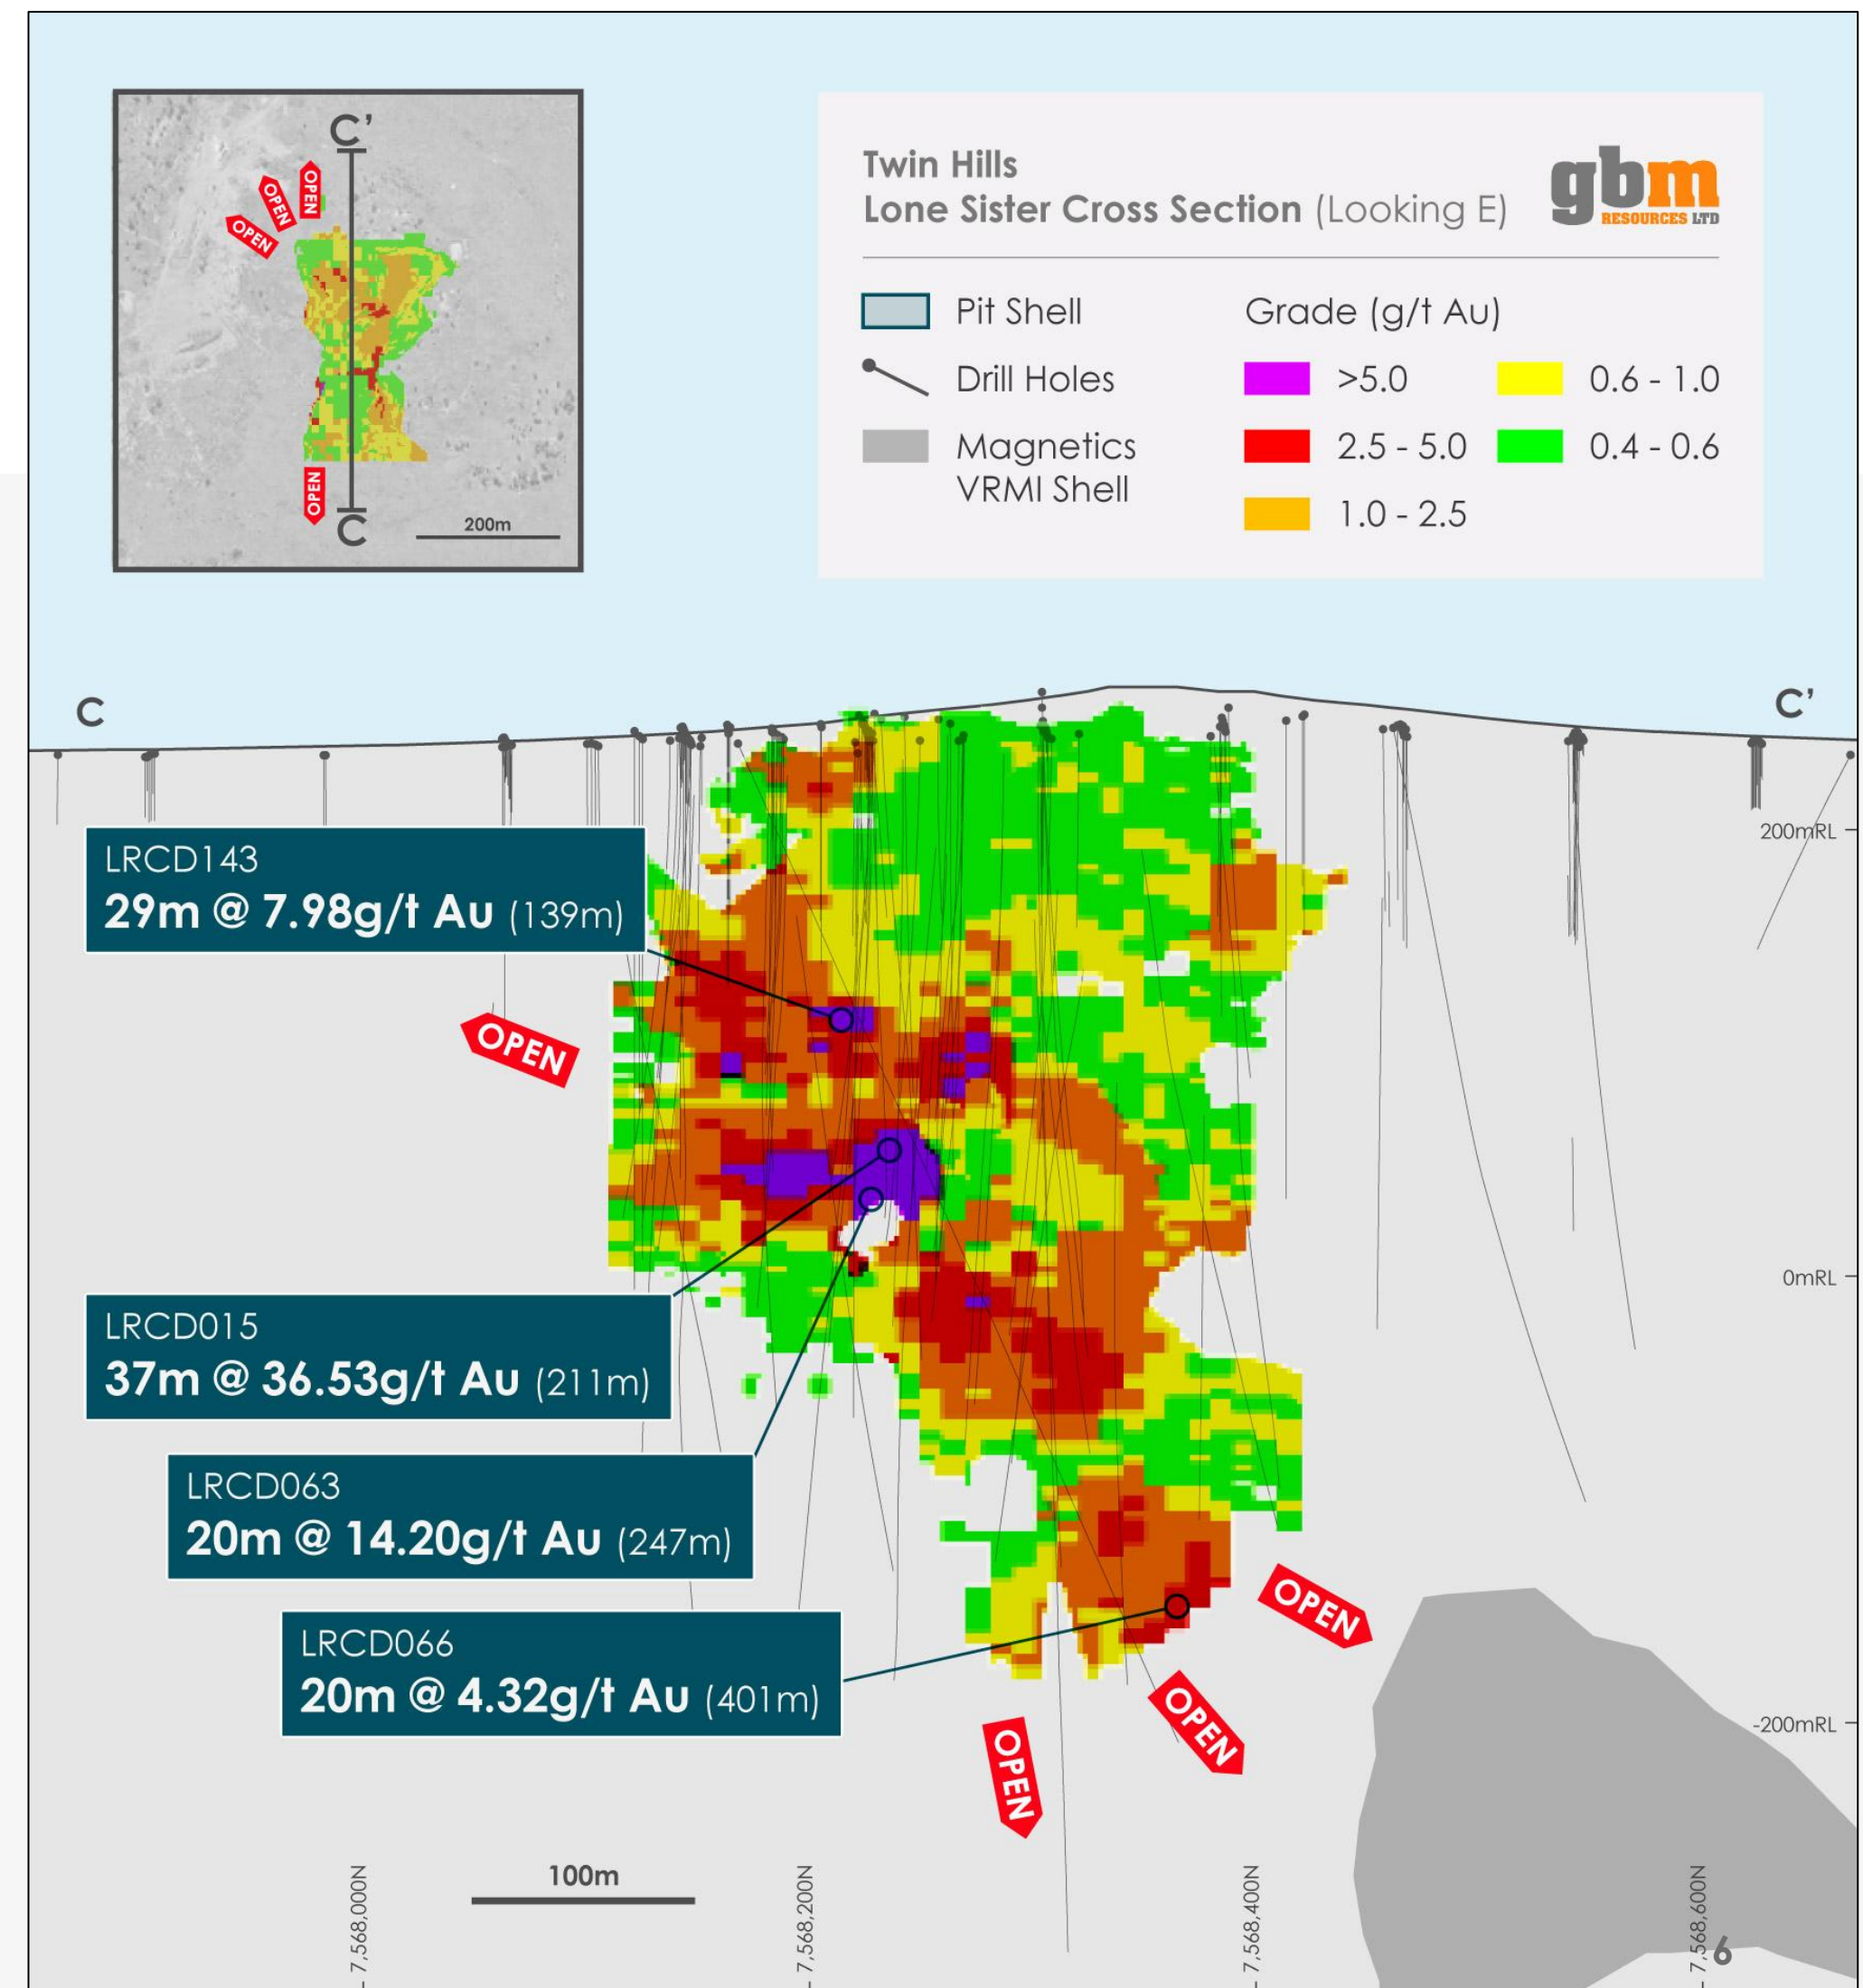 C'
OPEN
OPEN
OPEN
OPEN
C
200m
Twin Hills
Lone Sister Cross Section (Looking E)
gbm
RESOURCES LTD
Pit Shell
Drill Holes
Magnetics
VRMI Shell
Grade (g/t Au)
>5.0
2.5 - 5.0
1.0 - 2.5
0.6 - 1.0
0.4 - 0.6
C
C'
200mRL
LRCD143
29m @ 7.98g/t Au (139m)
OPEN
0mRL
LRCD015
37m @ 36.53g/t Au (211m)
LRCD063
20m @ 14.20g/t Au (247m)
OPEN
LRCD066
20m @ 4.32g/t Au (401m)
OPEN
-200mRL
OPEN
100m
7,568,000N
7,568,200N
7,568,400N
7,568,600N
6